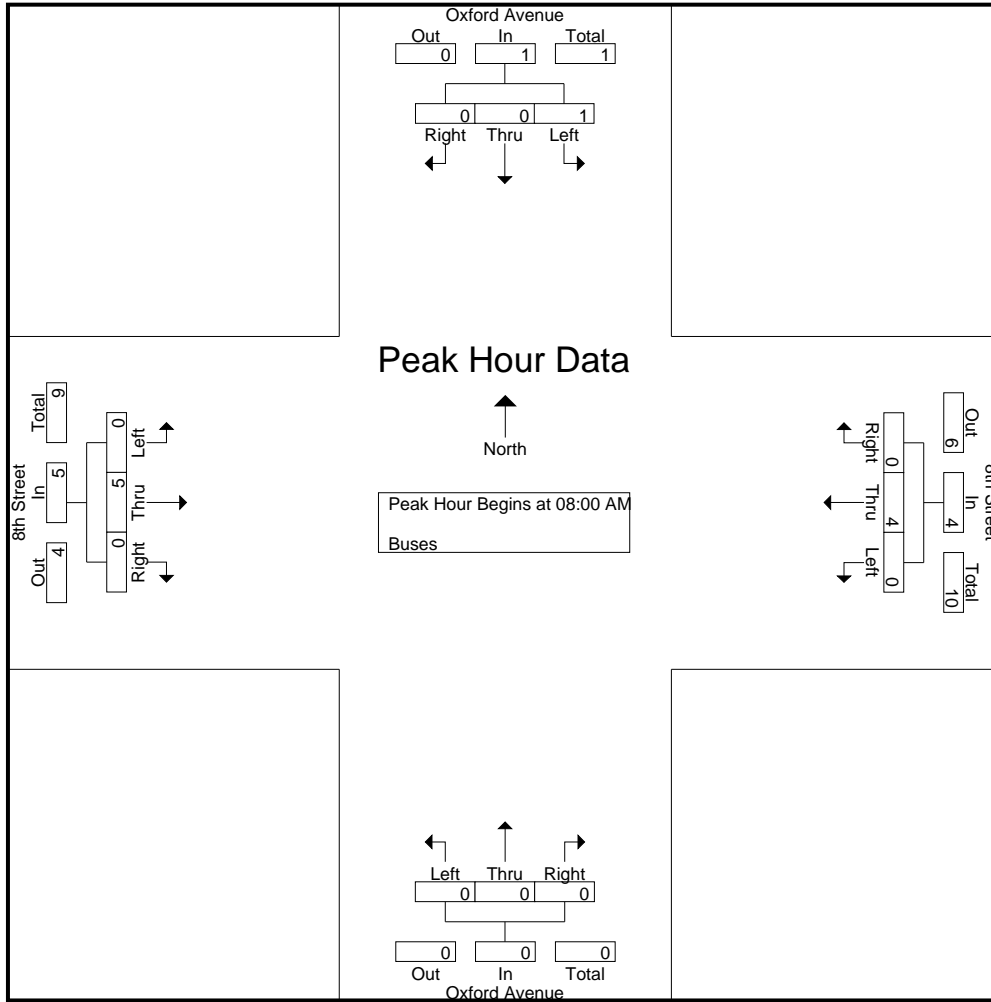 Oxford Avenue
Out In Total
0 1 1
0 0 1
Right Thru Left
Peak Hour Data
North
Peak Hour Begins at 08:00 AM
Buses
8th Street
Total In Out
9 5 4
0 5 0
Left Thru Right
Right Thru Left
0 4 0
Out In Total
6 4 10
8th Street
Left Thru Right
0 0 0
0 0 0
Out In Total
Oxford Avenue